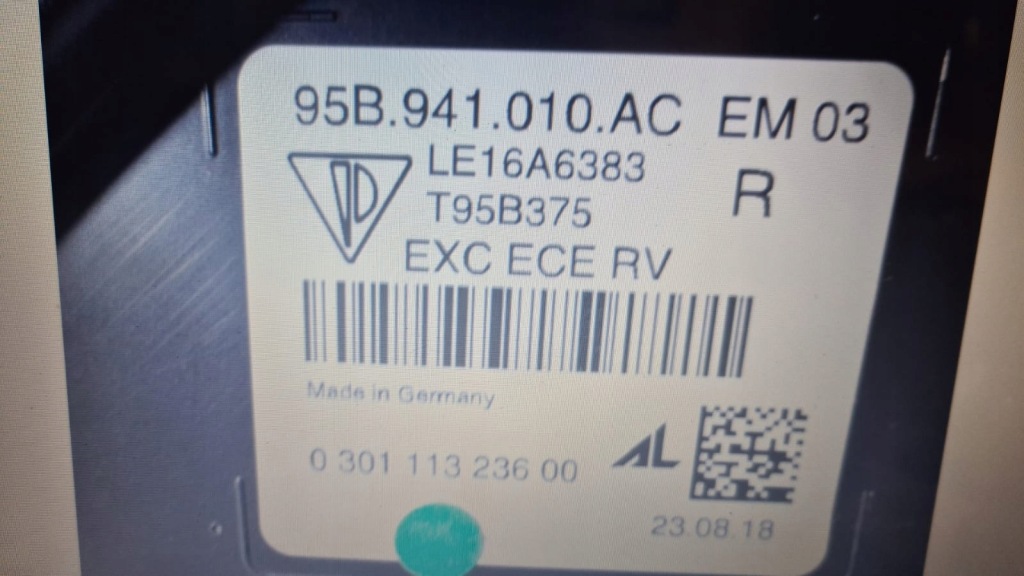 95B.941.010.AC EM 03
LE16A6383
R
T95B375
EXC ECE RV
Made in Germany
0 301 113 236 00
AL
23.08.18